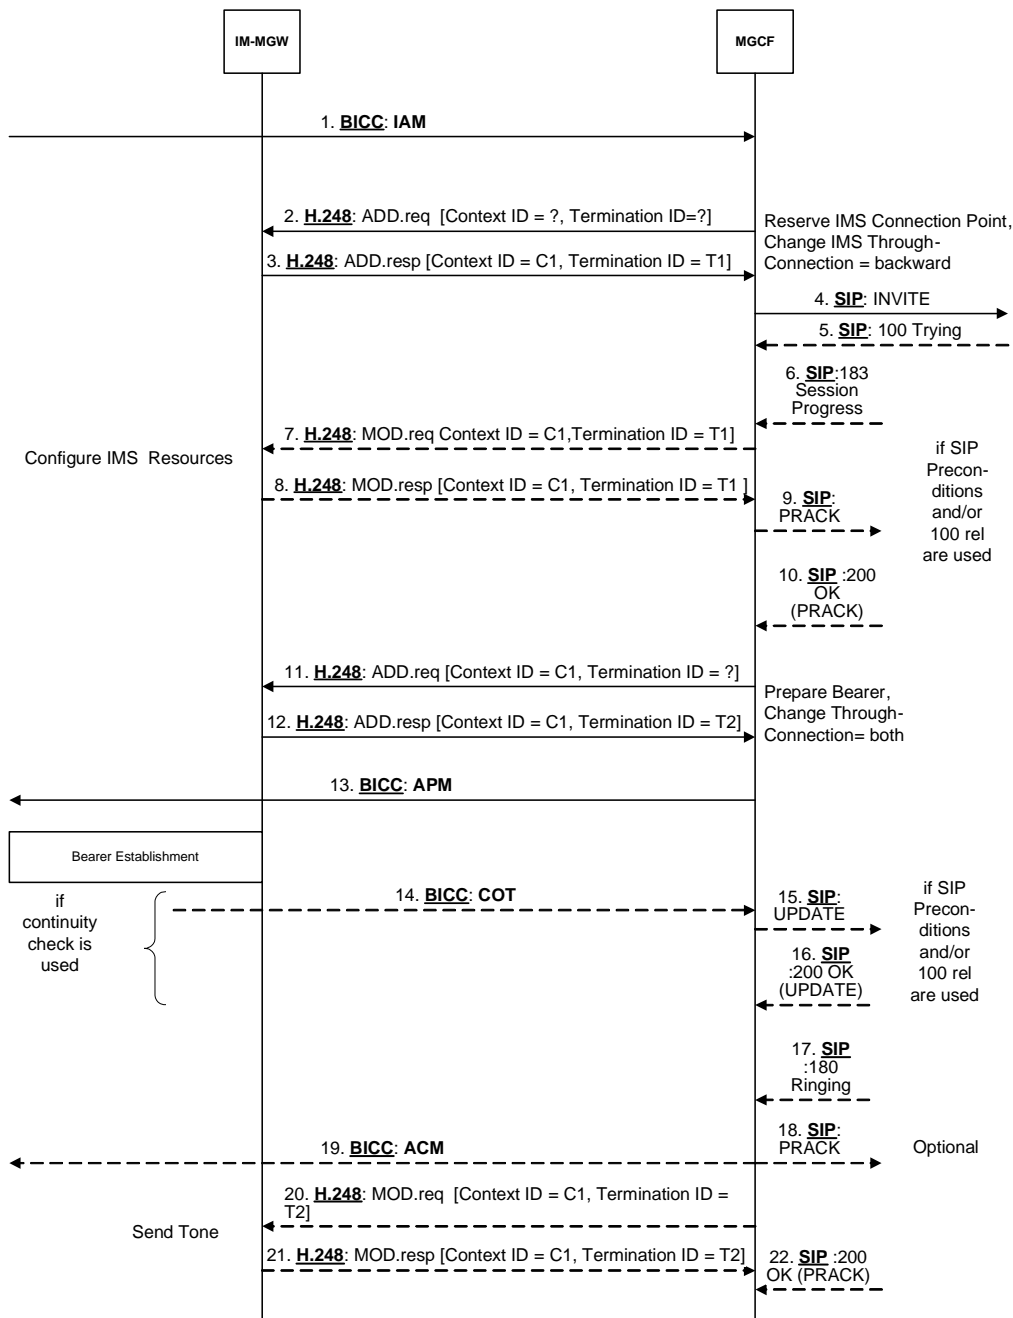 IM-MGW
MGCF
1. BICC: IAM
2. H.248: ADD.req [Context ID = ?, Termination ID=?]
Reserve IMS Connection Point,
Change IMS Through-
Connection = backward
3. H.248: ADD.resp [Context ID = C1, Termination ID = T1]
4. SIP: INVITE
5. SIP: 100 Trying
6. SIP:183
Session
Progress
7. H.248: MOD.req Context ID = C1,Termination ID = T1]
Configure IMS Resources
8. H.248: MOD.resp [Context ID = C1, Termination ID = T1 ]
if SIP
Precon-
ditions
and/or
100 rel
are used
9. SIP:
PRACK
10. SIP :200
OK
(PRACK)
11. H.248: ADD.req [Context ID = C1, Termination ID = ?]
Prepare Bearer,
Change Through-
Connection= both
12. H.248: ADD.resp [Context ID = C1, Termination ID = T2]
13. BICC: APM
Bearer Establishment
if
continuity
check is
used
14. BICC: COT
15. SIP:
UPDATE
if SIP
Precon-
ditions
and/or
100 rel
are used
16. SIP
:200 OK
(UPDATE)
17. SIP
:180
Ringing
18. SIP:
PRACK
Optional
19. BICC: ACM
20. H.248: MOD.req [Context ID = C1, Termination ID =
T2]
Send Tone
21. H.248: MOD.resp [Context ID = C1, Termination ID = T2]
22. SIP :200
OK (PRACK)